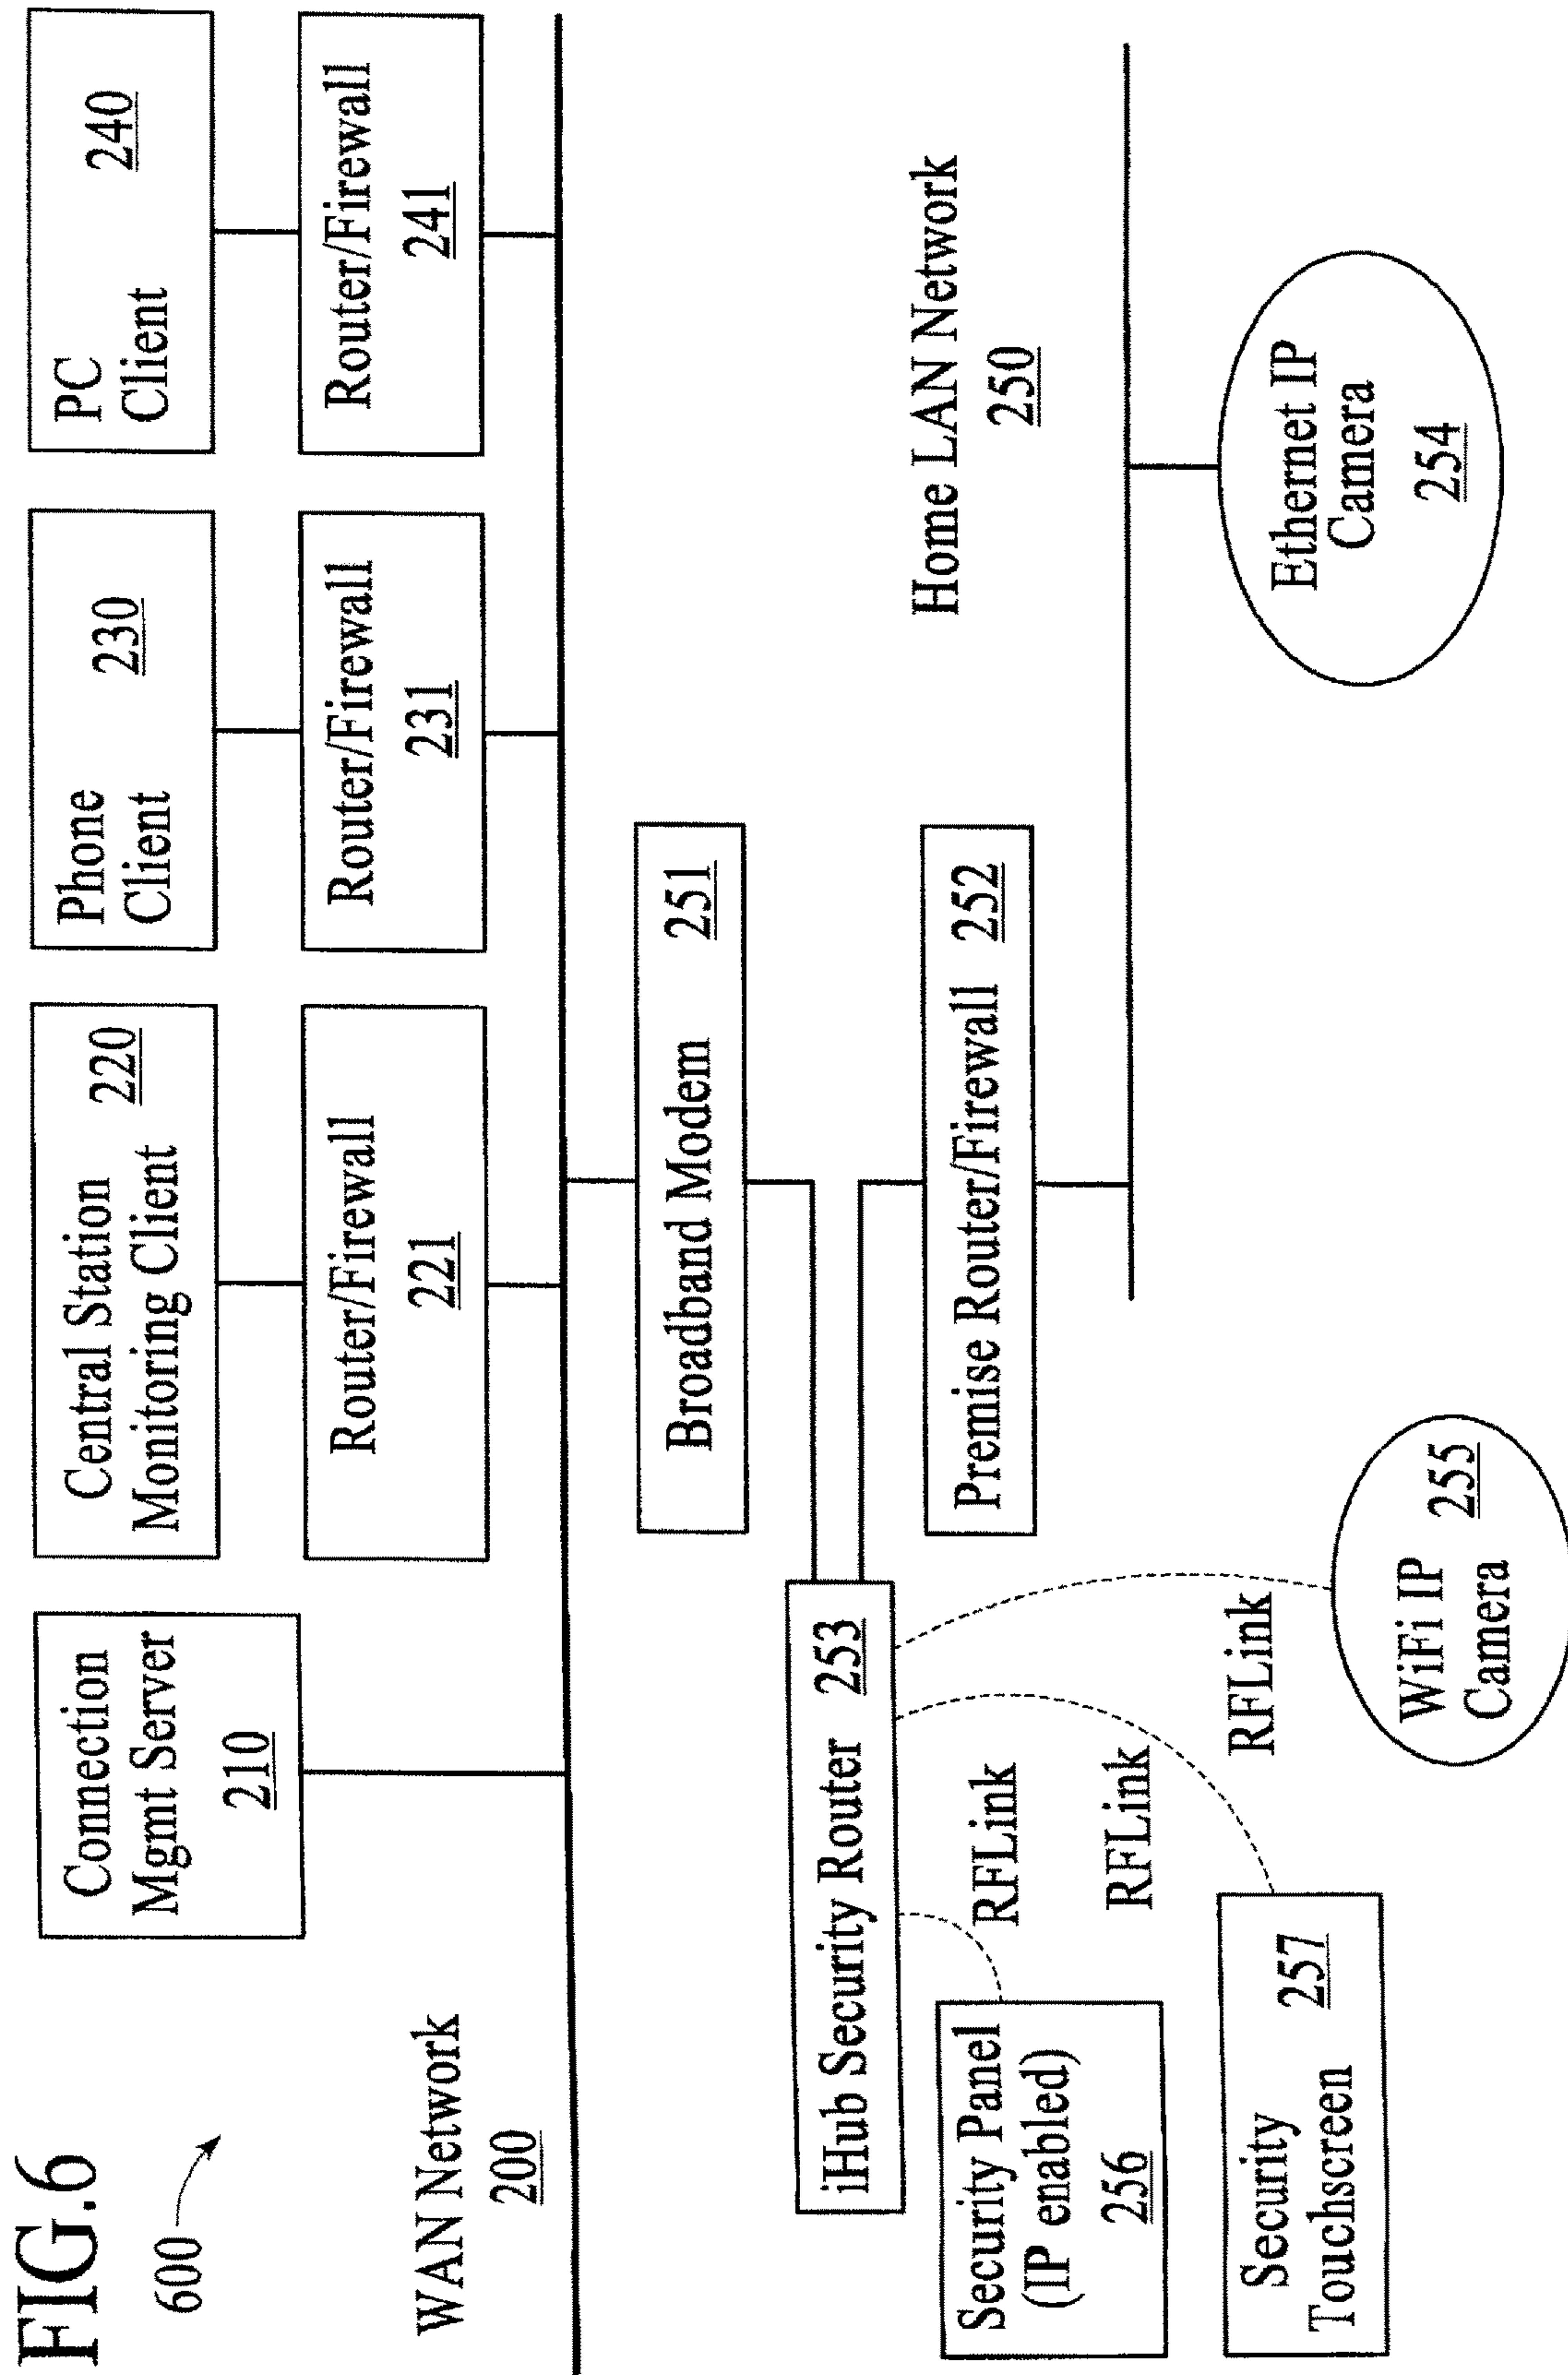 FIG.6
600
Connection
Mgmt Server
210
Central Station
Monitoring Client
220
Phone
Client
230
PC
Client
240
Router/Firewall
221
Router/Firewall
231
Router/Firewall
241
WAN Network
200
Broadband Modem 251
iHub Security Router 253
Premise Router/Firewall 252
Home LAN Network
250
Security Panel
(IP enabled)
256
RFLink
RFLink
RFLink
Security
Touchscreen
257
WiFi IP
Camera
255
Ethernet IP
Camera
254